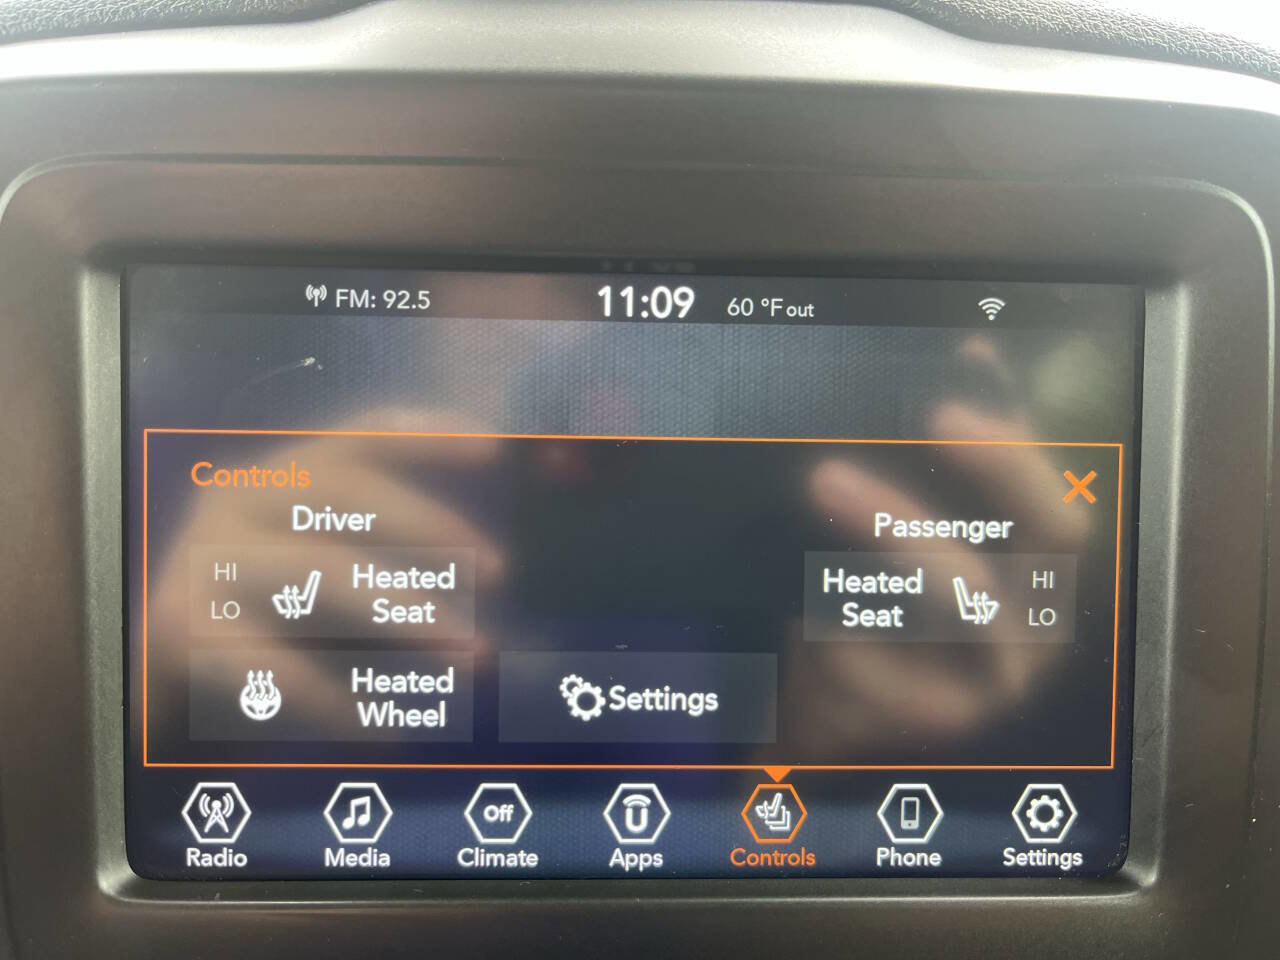 FM: 92.5 11:09 60 °F out
Controls
Driver
Passenger
HI
LO
Heated
Seat
Heated
Seat
HI
LO
Heated
Wheel
Settings
Off
Radio Media Climate Apps Controls Phone Settings